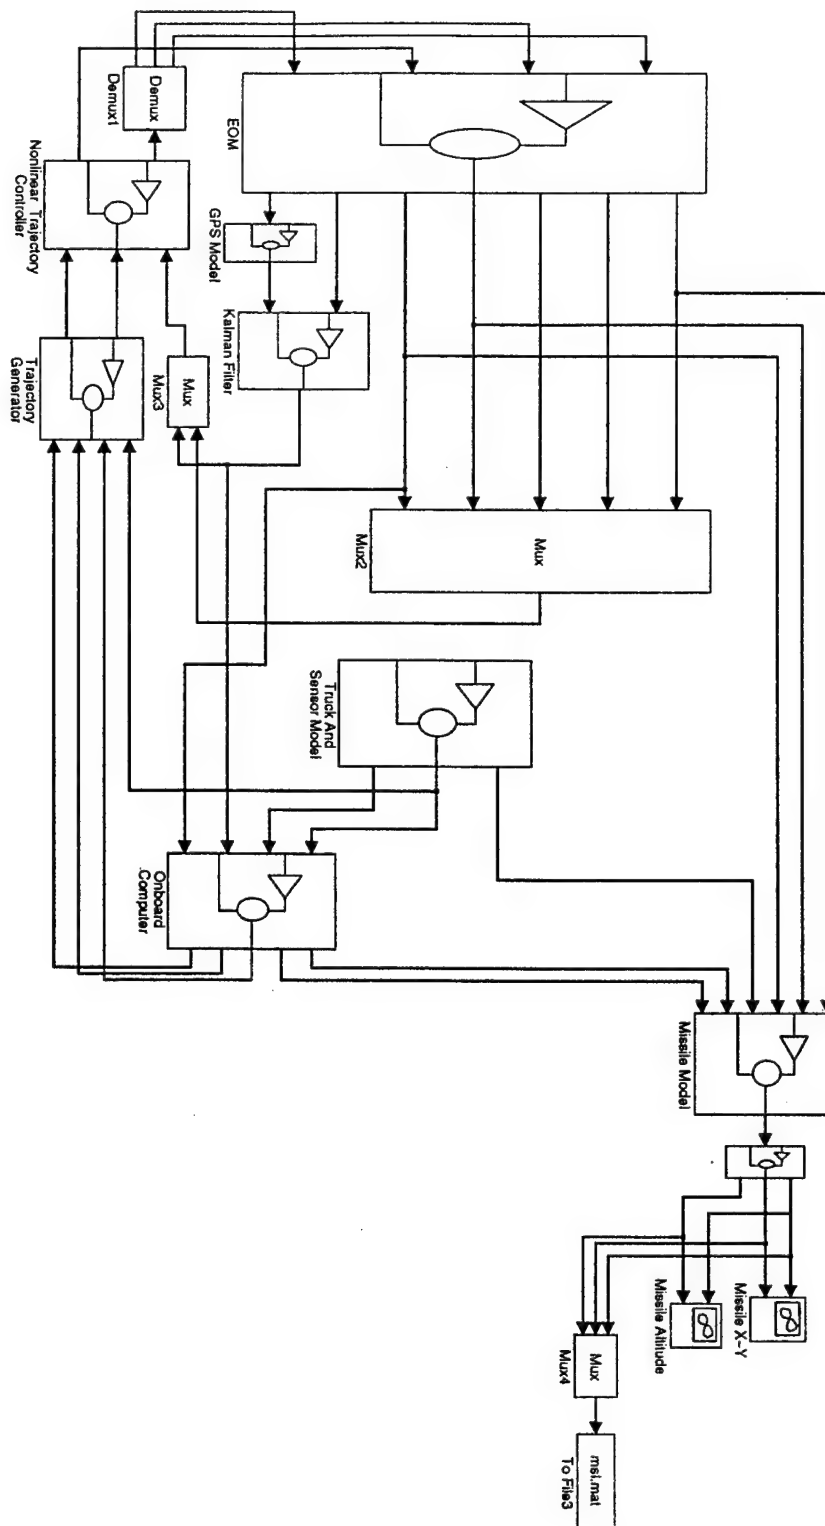 Demux
Demux1
EOM
Nonlinear Trajectory
Controller
GPS Model
Kalman Filter
Trajectory
Generator
Mux
Mux3
Mux
Mux2
Truck And
Sensor Model
Onboard
Computer
Missile Model
Missile X-Y
Missile Altitude
Mux
Mux4
msl.mat
To File3